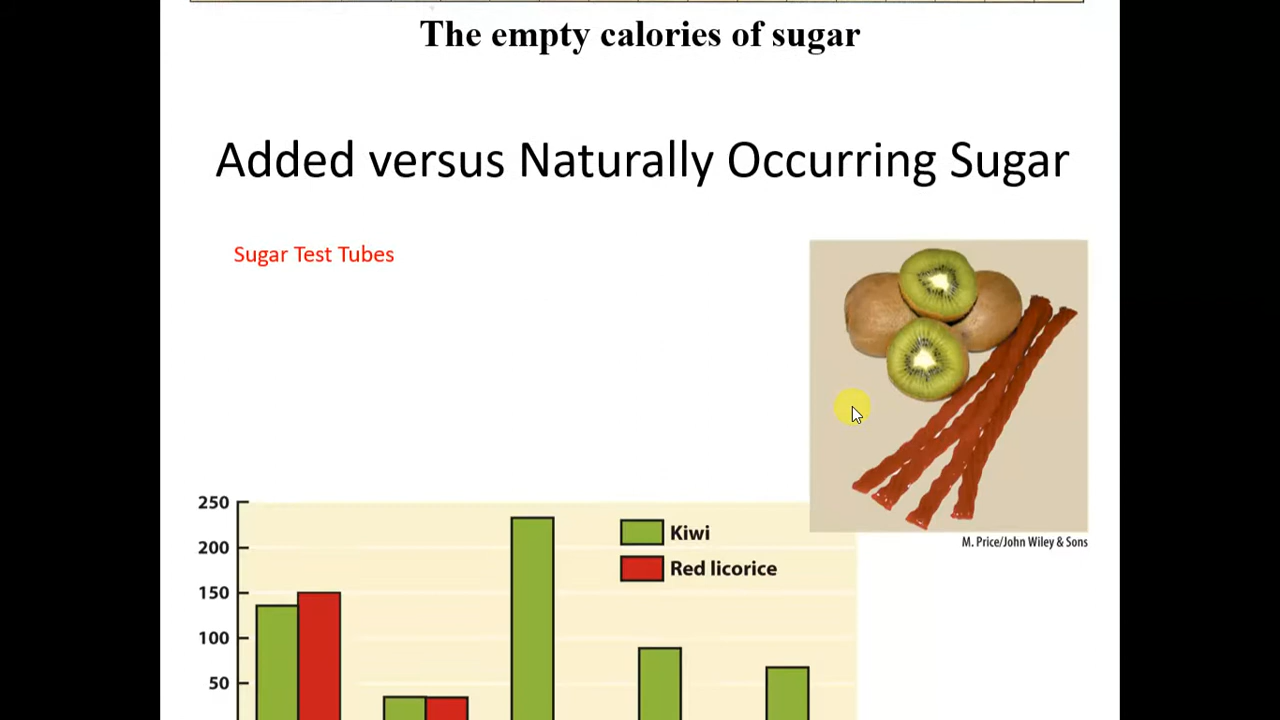 The empty calories of sugar
Added versus Naturally Occurring Sugar
Sugar Test Tubes
M. Price/John Wiley & Sons
250
200
150
100
50
Kiwi
Red licorice